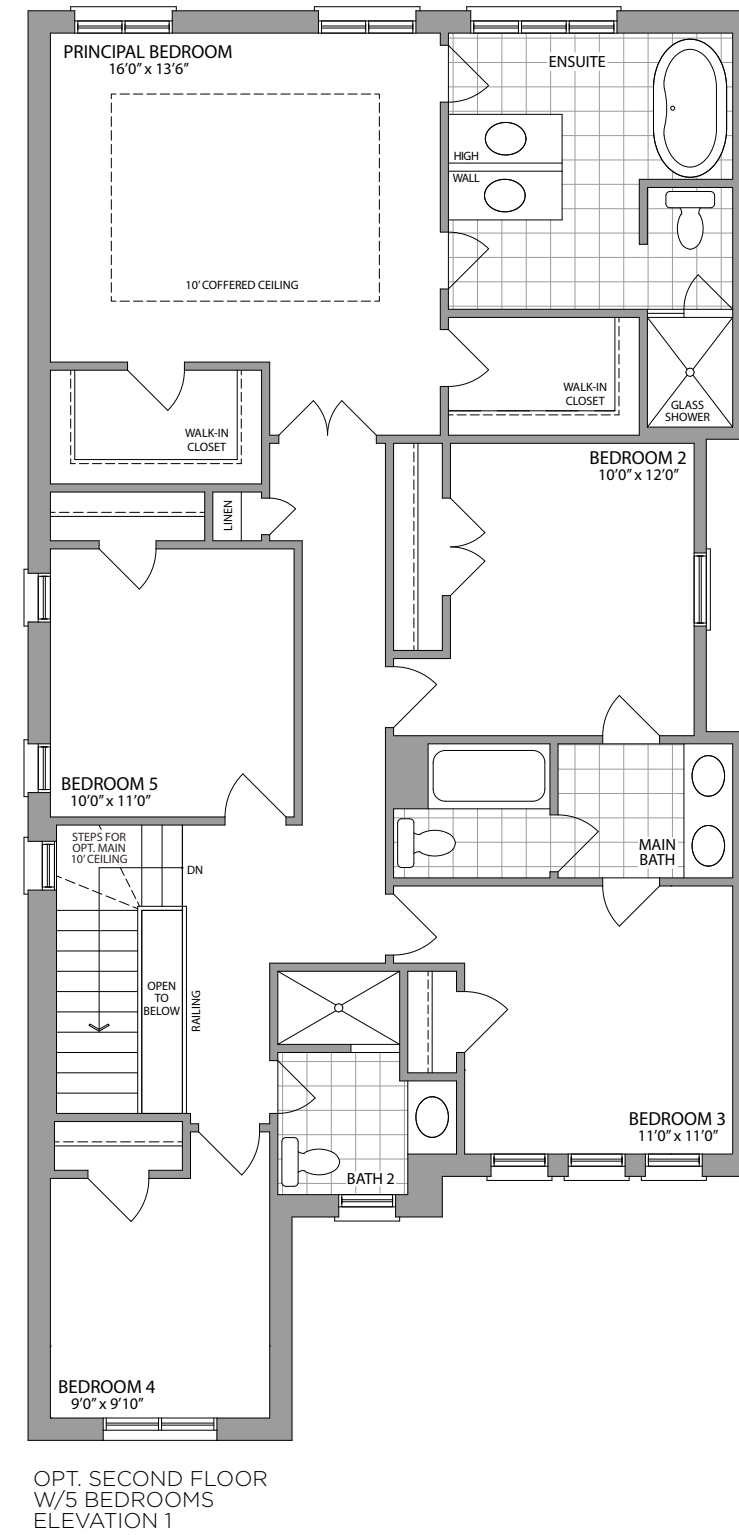 PRINCIPAL BEDROOM
16'0" x 13'6"
ENSUITE
HIGH
WALL
10' COFFERED CEILING
WALK-IN
CLOSET
WALK-IN
CLOSET
GLASS
SHOWER
BEDROOM 2
10'0" x 12'0"
LINEN
BEDROOM 5
10'0" x 11'0"
STEPS FOR
OPT. MAIN
10' CEILING
DN
MAIN
BATH
OPEN
TO
BELOW
RAILING
BEDROOM 3
11'0" x 11'0"
BATH 2
BEDROOM 4
9'0" x 9'10"
OPT. SECOND FLOOR
W/5 BEDROOMS
ELEVATION 1